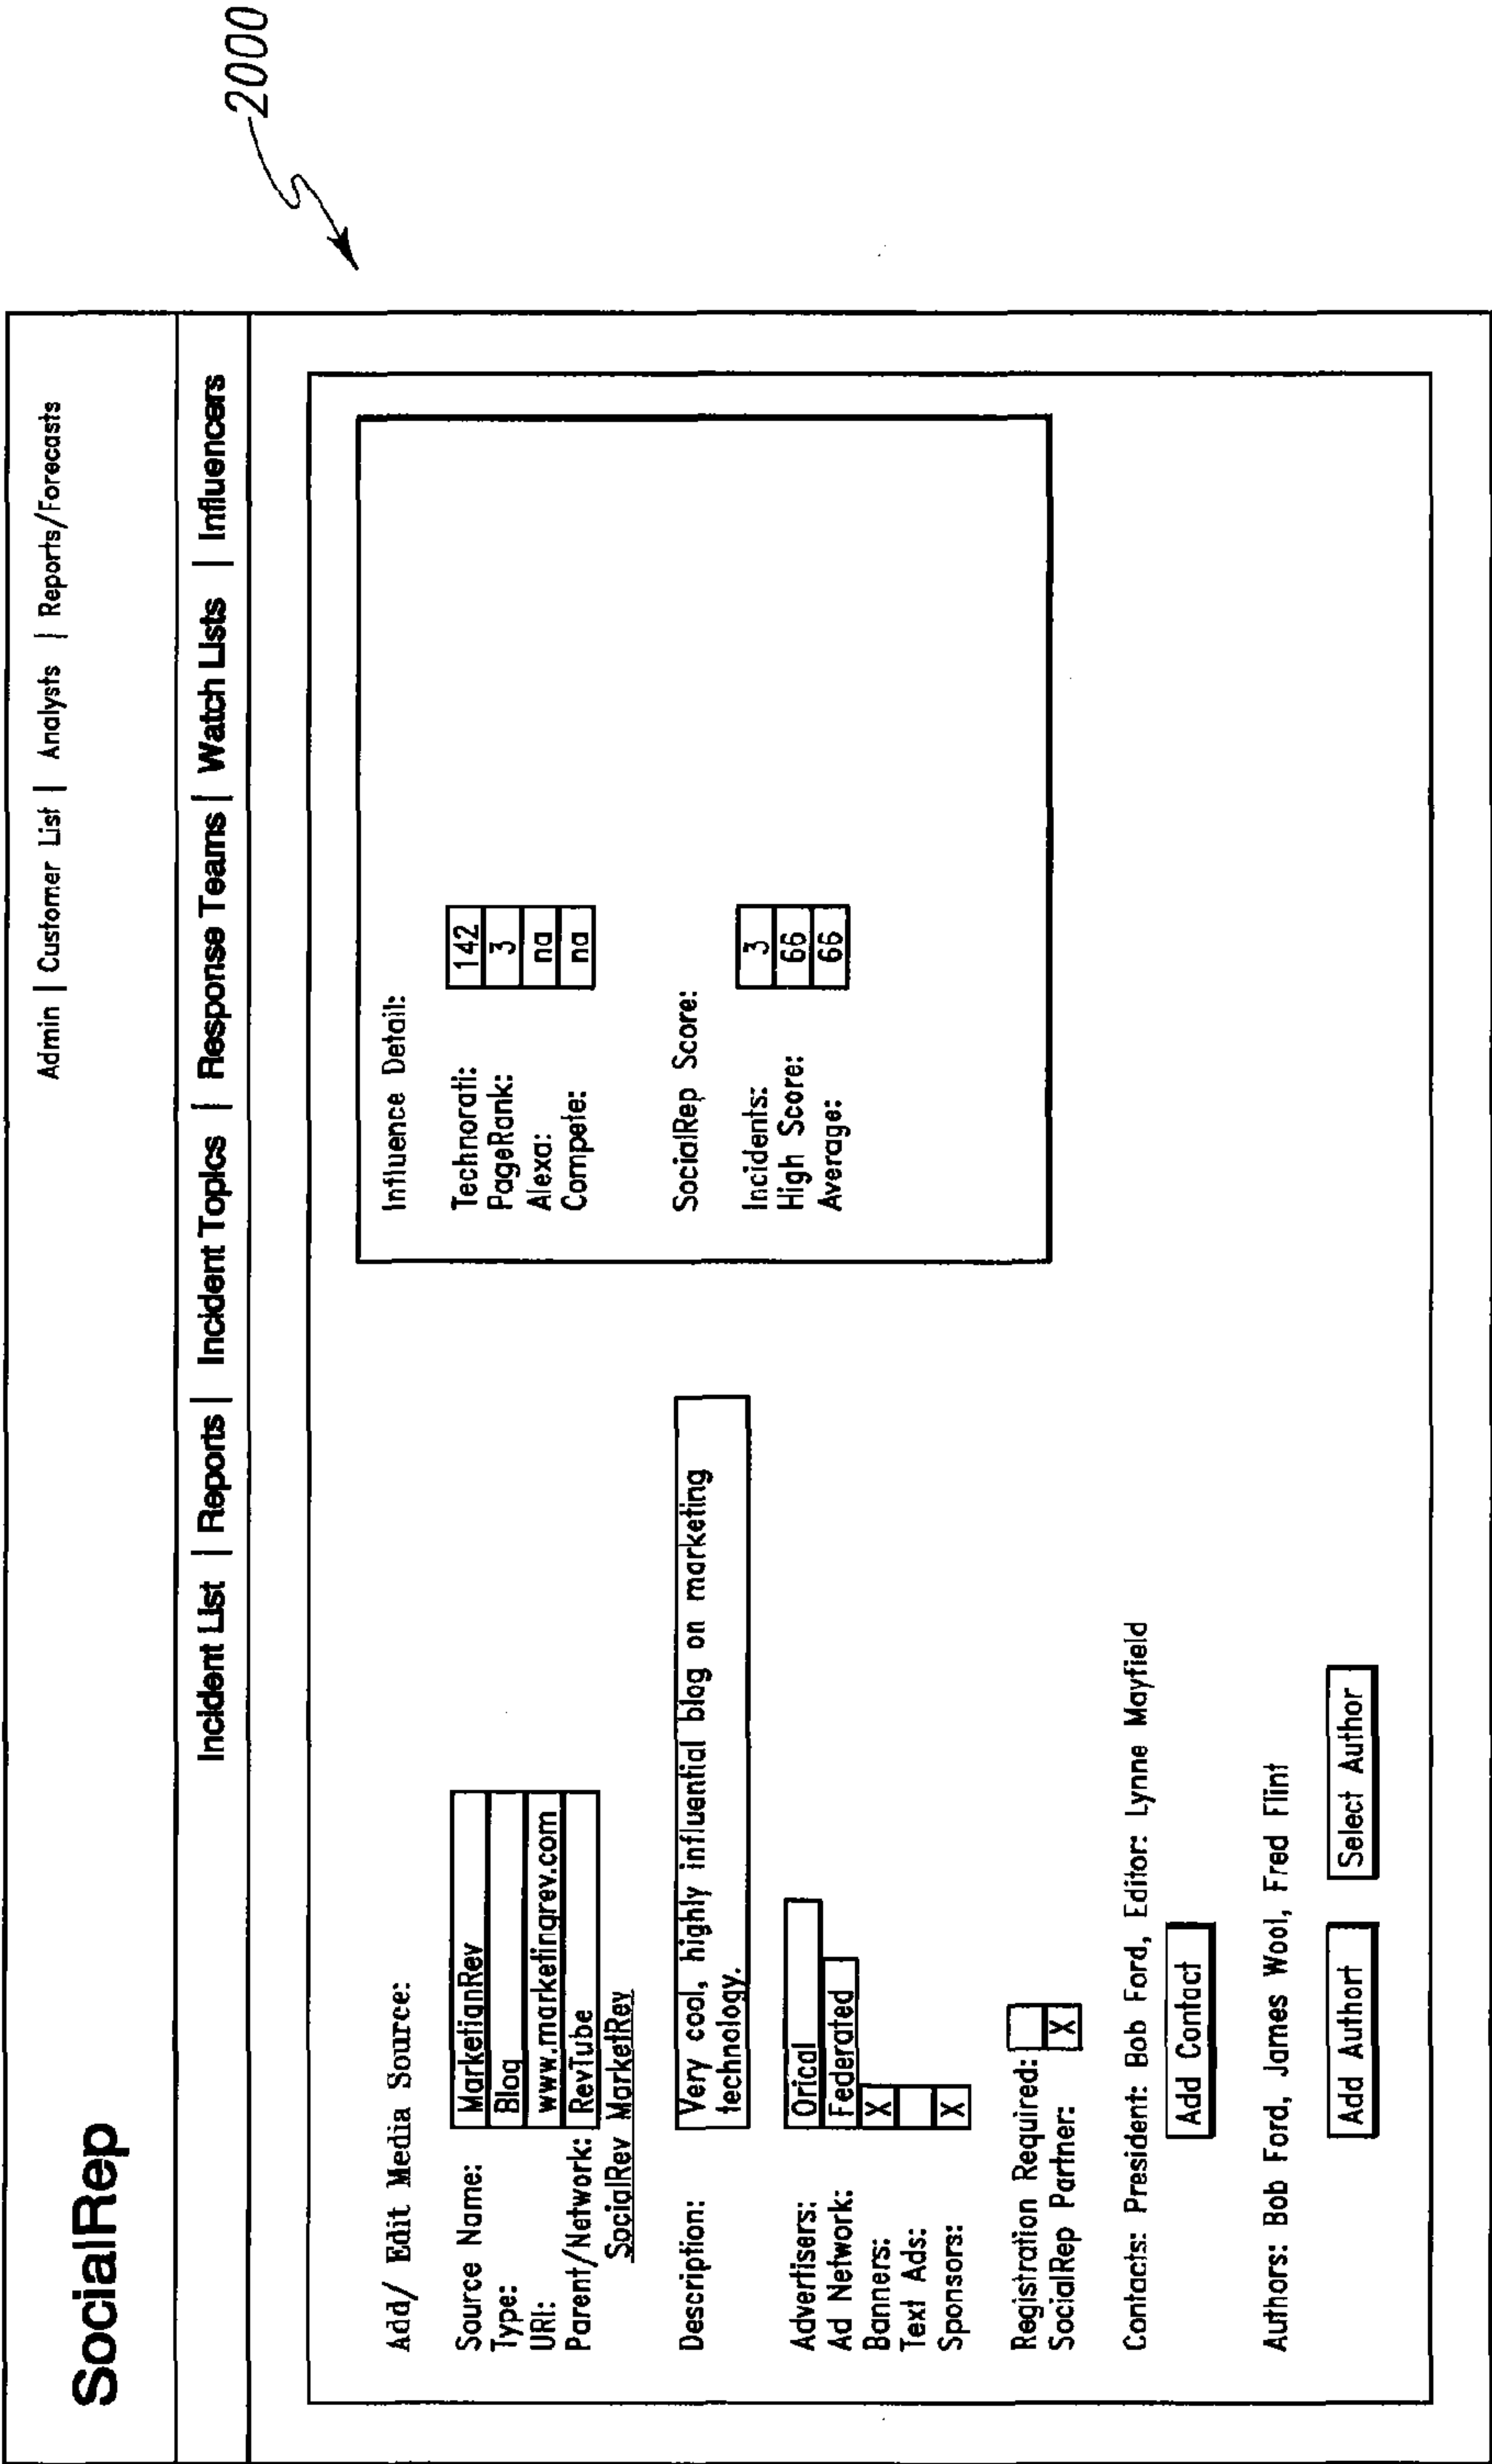 2000
SocialRep
Admin | Customer List | Analysts | Reports/Forecasts
Incident List | Reports | Incident Topics | Response Teams | Watch Lists | Influencers
Add/ Edit Media Source:
Source Name: MarketianRev
Type: Blog
URI: www.marketingrev.com
Parent/Network: RevTube
SocialRev MarketRev
Description: Very cool, highly influential blog on marketing
technology.
Advertisers: Orical
Ad Network: Federated
Banners: X
Text Ads:
Sponsors: X
Registration Required:
SocialRep Partner: X
Contacts: President: Bob Ford, Editor: Lynne Mayfield
Add Contact
Authors: Bob Ford, James Wool, Fred Flint
Add Authort Select Author
Influence Detail:
Technorati: 142
PageRank: 3
Alexa: na
Compete: na
SocialRep Score:
Incidents: 3
High Score: 66
Average: 66